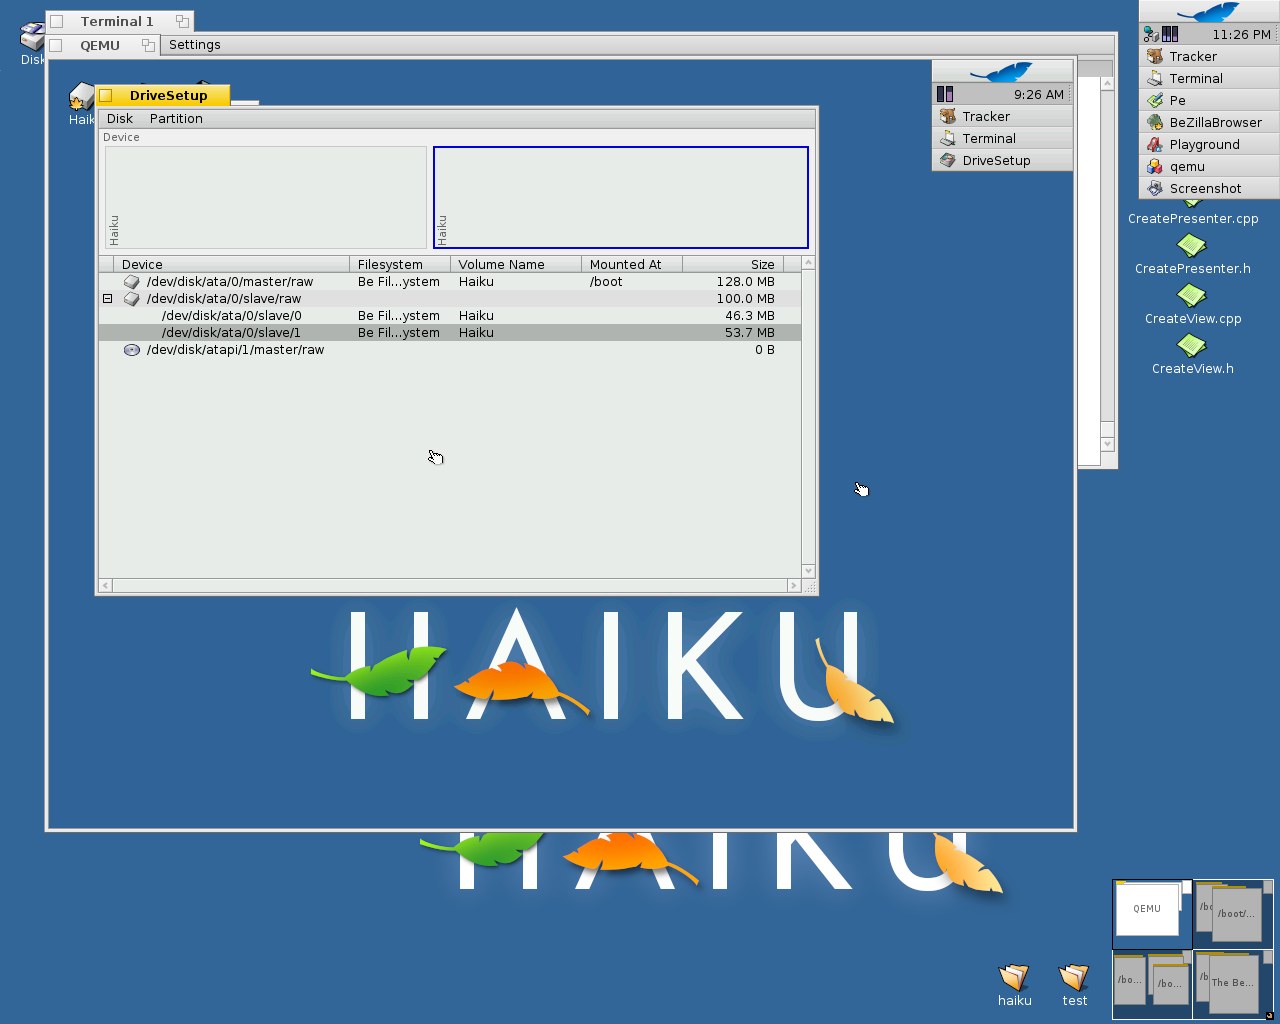 Terminal 1
QEMU
Settings
Disk
11:26 PM
Tracker
Terminal
Pe
BeZillaBrowser
Playground
qemu
Screenshot
CreatePresenter.cpp
CreatePresenter.h
CreateView.cpp
CreateView.h
9:26 AM
Tracker
Terminal
DriveSetup
DriveSetup
Disk Partition
Device
Haiku
Haiku
Device Filesystem Volume Name Mounted At Size
/dev/disk/ata/0/master/raw Be Fil...ystem Haiku /boot 128.0 MB
/dev/disk/ata/0/slave/raw 100.0 MB
/dev/disk/ata/0/slave/0 Be Fil...ystem Haiku 46.3 MB
/dev/disk/ata/0/slave/1 Be Fil...ystem Haiku 53.7 MB
/dev/disk/atapi/1/master/raw 0 B
HAIKU
HAIKU
haiku
test
QEMU
/boot/...
/bo...
/bo...
The Be...